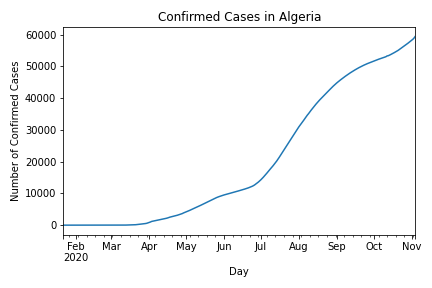 Confirmed Cases in Algeria
Number of Confirmed Cases
60000
50000
40000
30000
20000
10000
0
Feb Mar Apr May Jun Jul Aug Sep Oct Nov
2020
Day